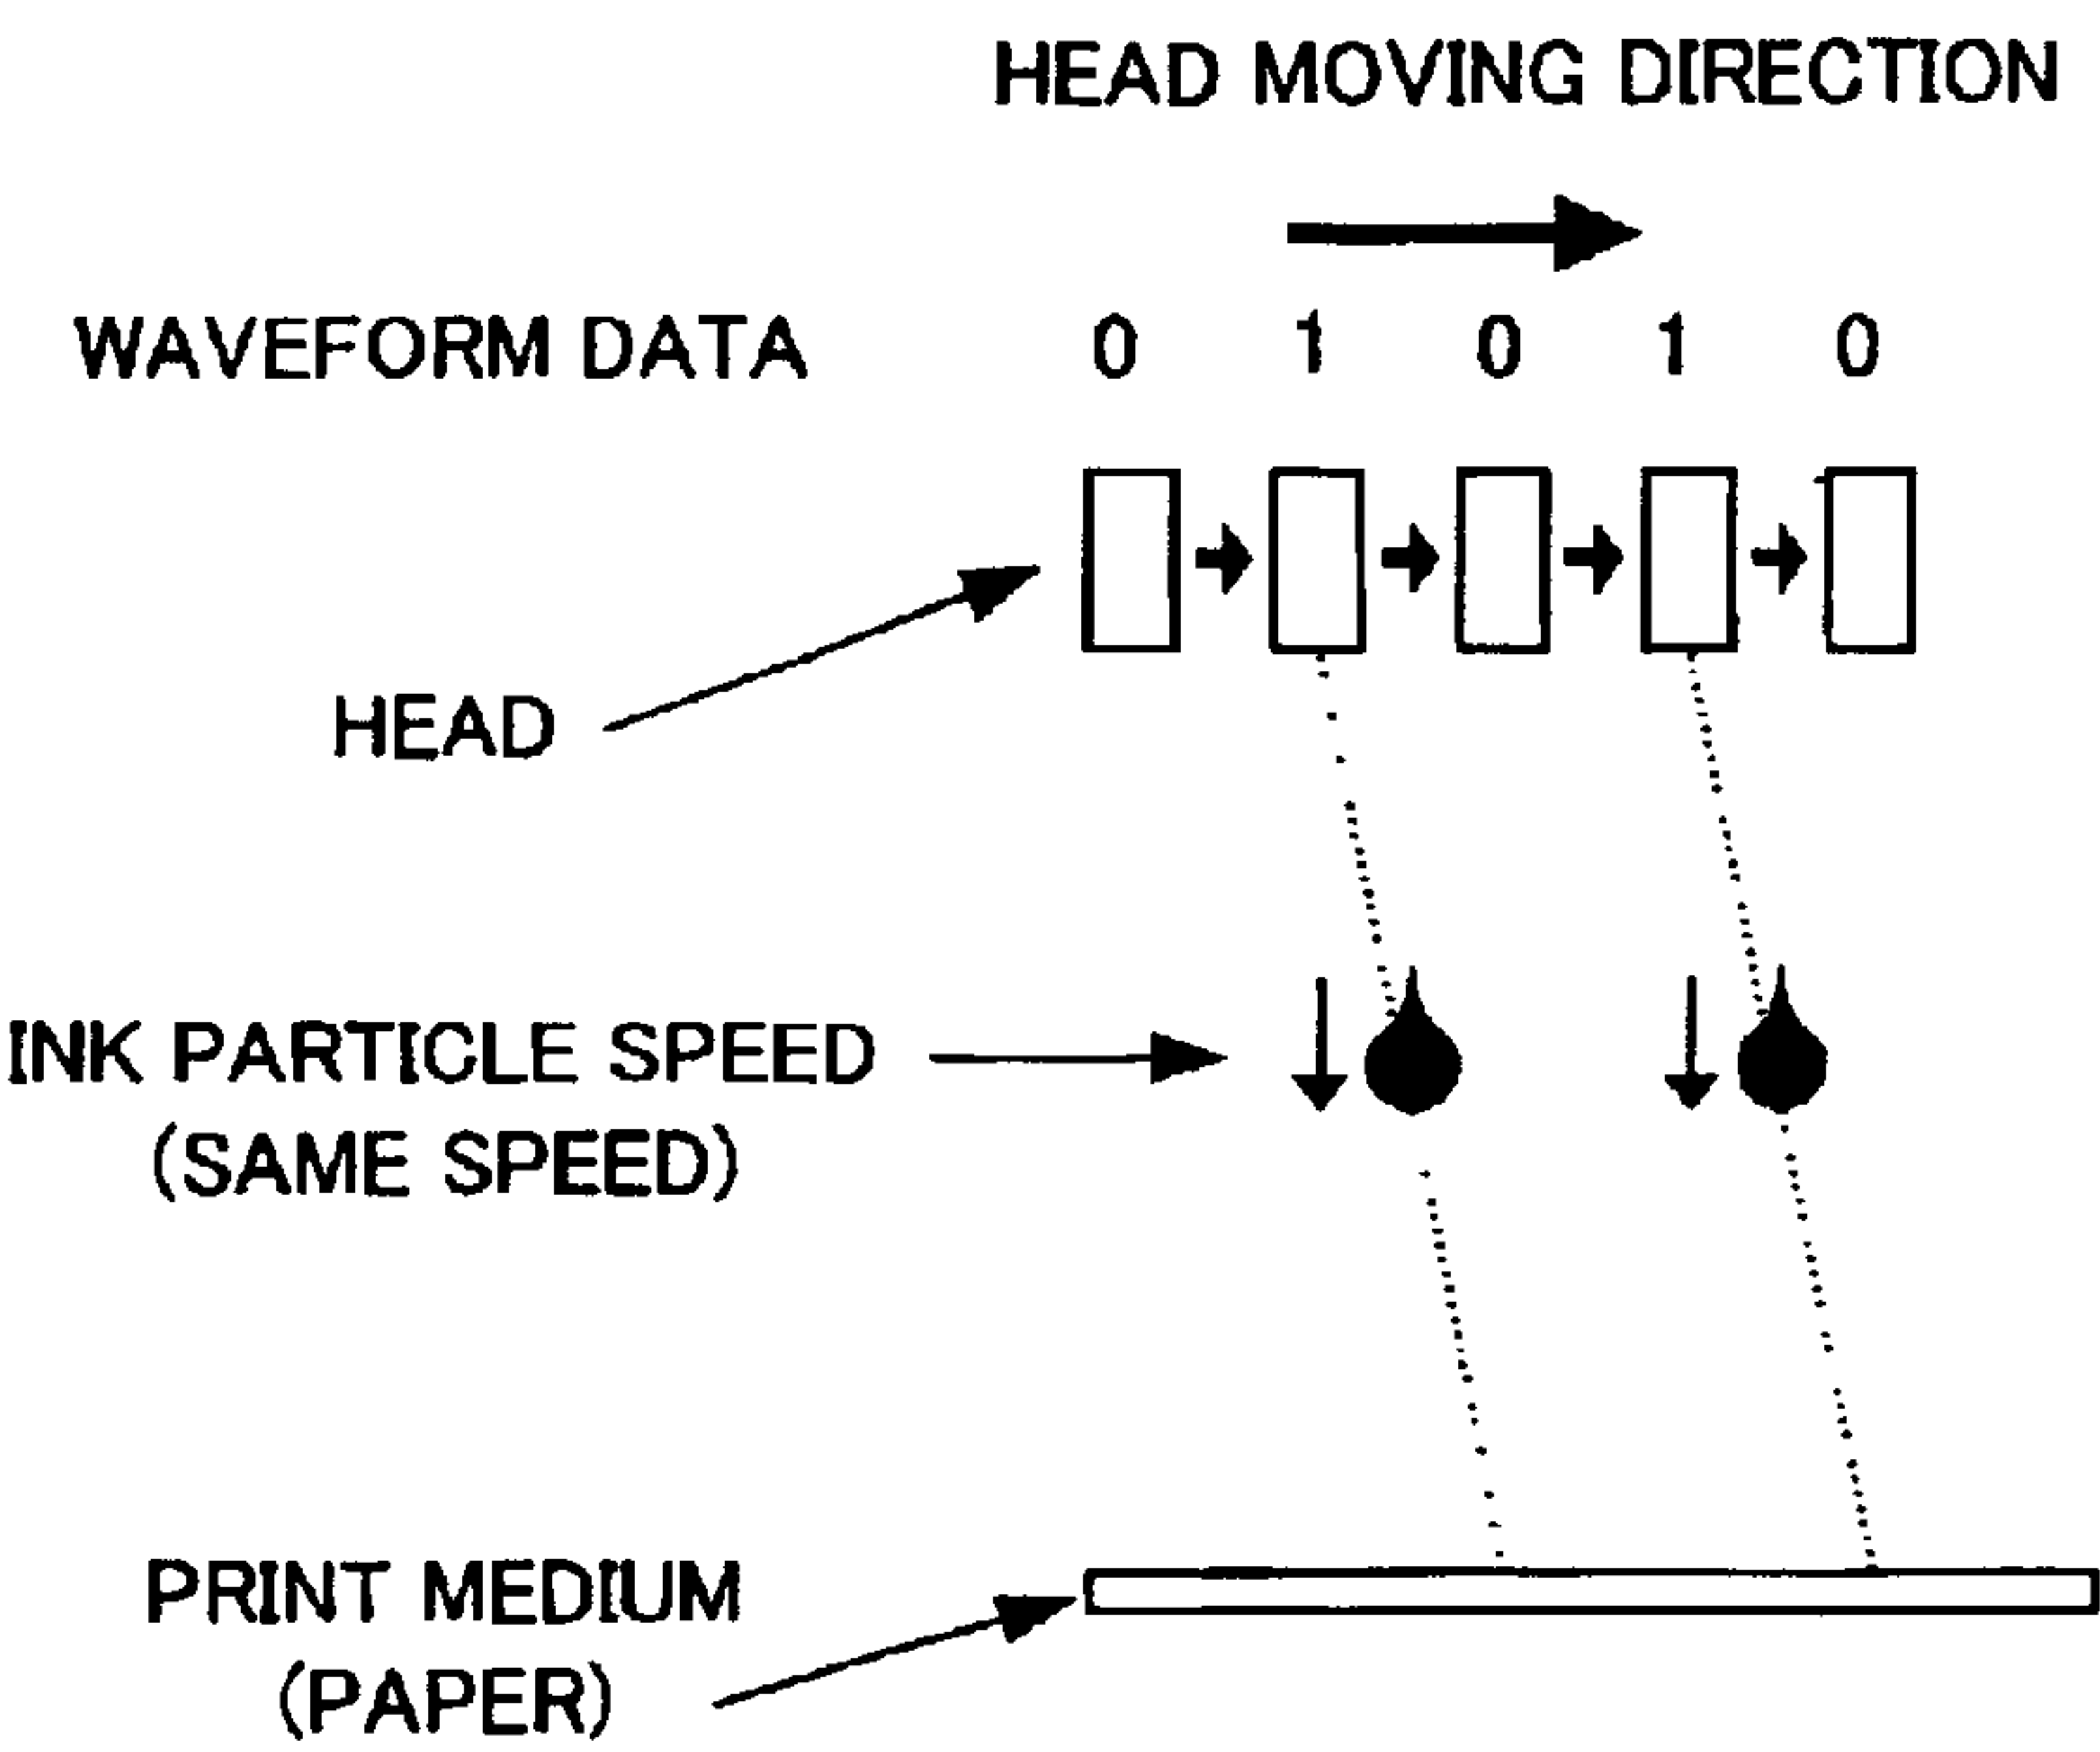 HEAD MOVING DIRECTION
WAVEFORM DATA 0 1 0 1 0
HEAD
INK PARTICLE SPEED
(SAME SPEED)
PRINT MEDIUM
(PAPER)